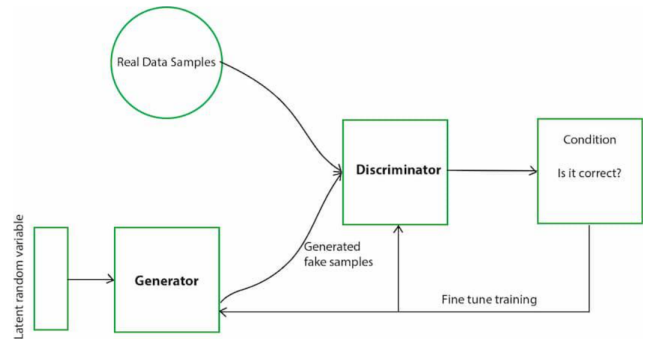 Real Data Samples
Condition
Is it correct?
Discriminator
Latent random variable
Generator
Generated
fake samples
Fine tune training